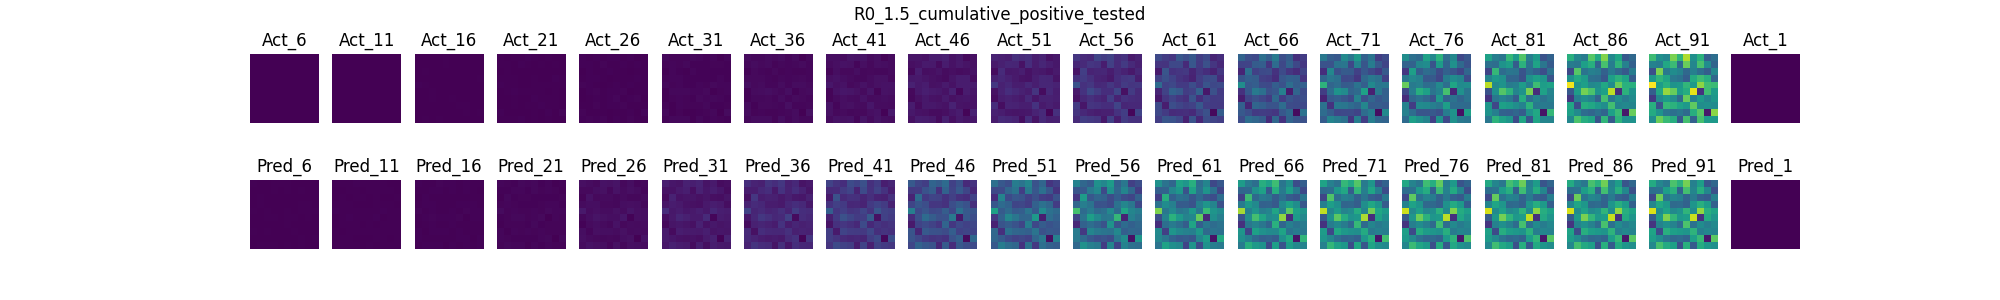 R0_1.5_cumulative_positive_tested
Act_6 Act_11 Act_16 Act_21 Act_26 Act_31 Act_36 Act_41 Act_46 Act_51 Act_56 Act_61 Act_66 Act_71 Act_76 Act_81 Act_86 Act_91 Act_1
Pred_6 Pred_11 Pred_16 Pred_21 Pred_26 Pred_31 Pred_36 Pred_41 Pred_46 Pred_51 Pred_56 Pred_61 Pred_66 Pred_71 Pred_76 Pred_81 Pred_86 Pred_91 Pred_1